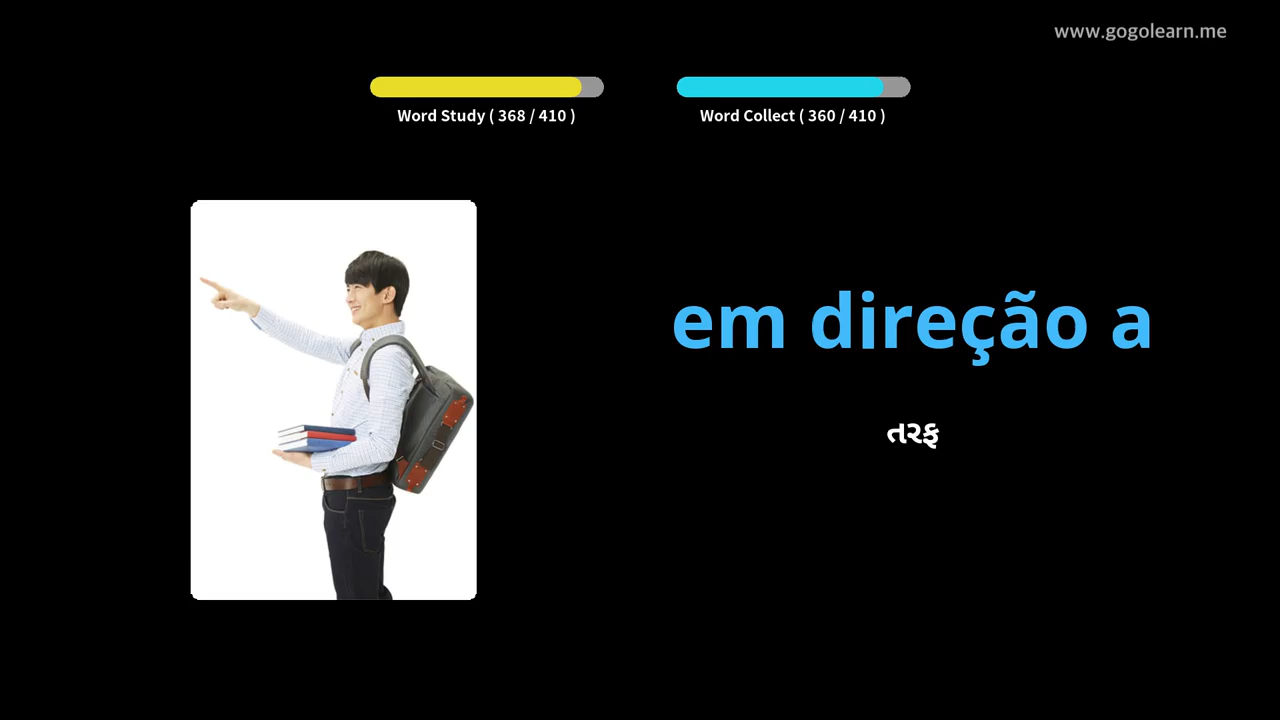 www.gogolearn.me
Word Study ( 368 / 410 )
Word Collect ( 360 / 410 )
em direção a
તરફ